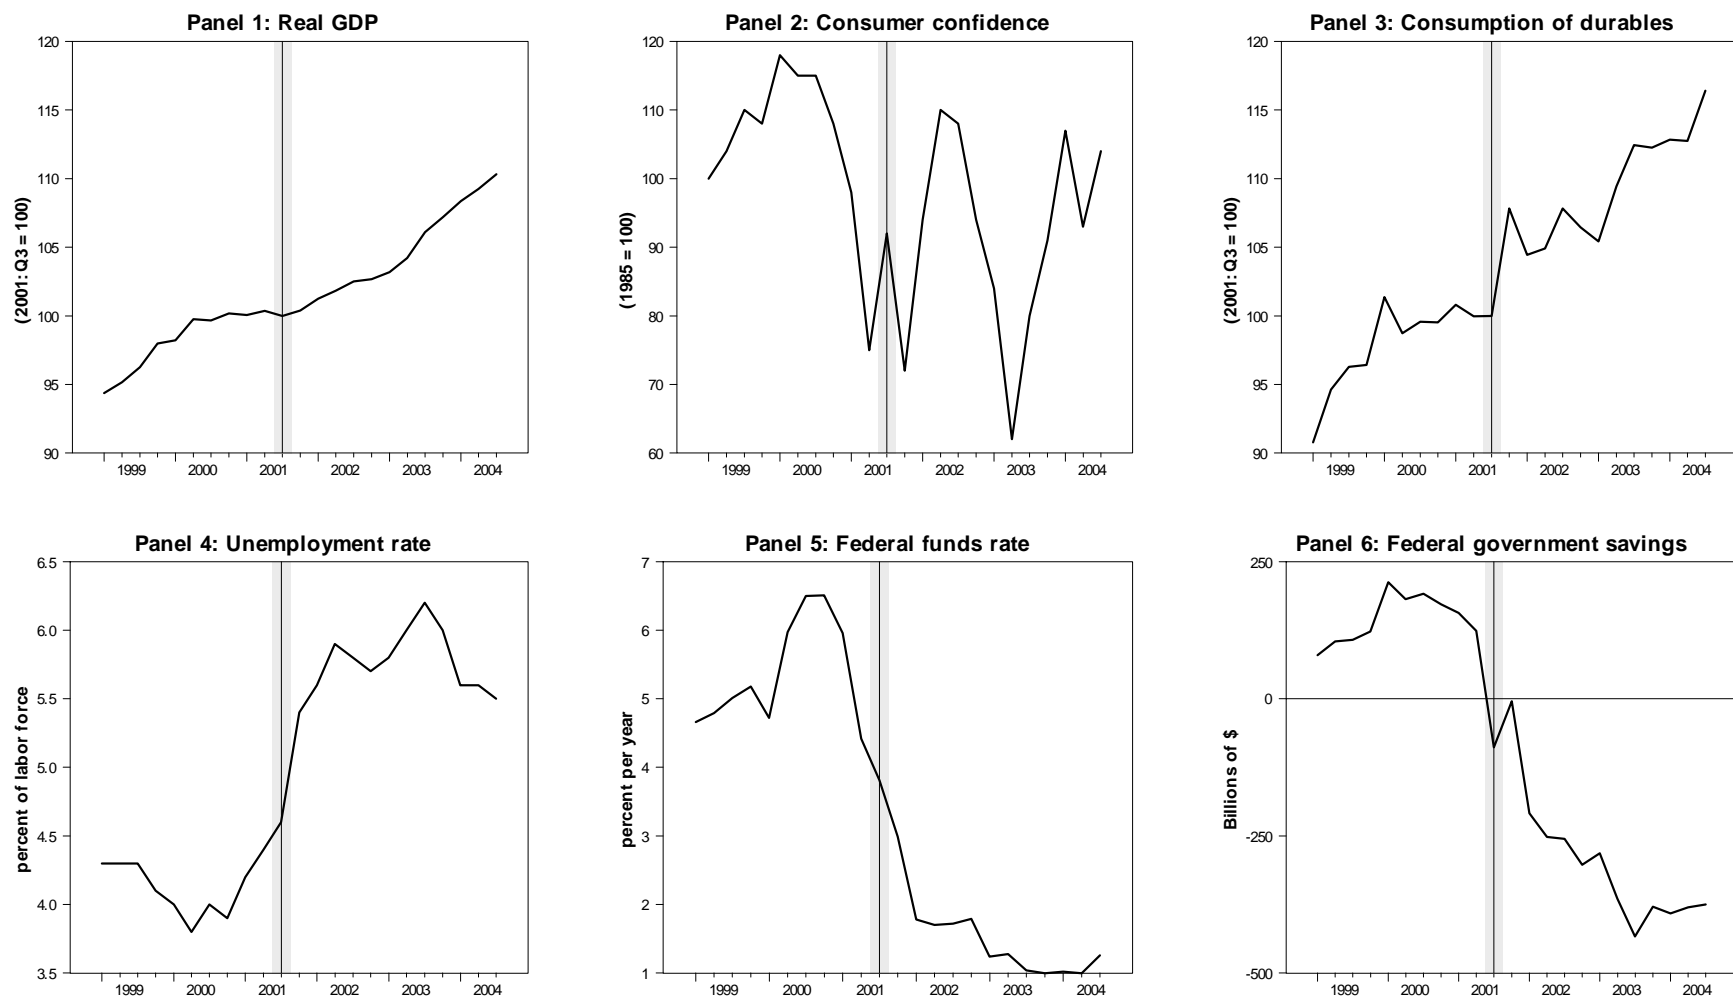 Panel 1: Real GDP
120
115
110
105
100
95
90
(2001:Q3 = 100)
1999 2000 2001 2002 2003 2004
Panel 2: Consumer confidence
120
110
100
90
80
70
60
(1985 = 100)
1999 2000 2001 2002 2003 2004
Panel 3: Consumption of durables
120
115
110
105
100
95
90
(2001:Q3 = 100)
1999 2000 2001 2002 2003 2004
Panel 4: Unemployment rate
6.5
6.0
5.5
5.0
4.5
4.0
3.5
percent of labor force
1999 2000 2001 2002 2003 2004
Panel 5: Federal funds rate
7
6
5
4
3
2
1
percent per year
1999 2000 2001 2002 2003 2004
Panel 6: Federal government savings
250
0
-250
-500
Billions of $
1999 2000 2001 2002 2003 2004